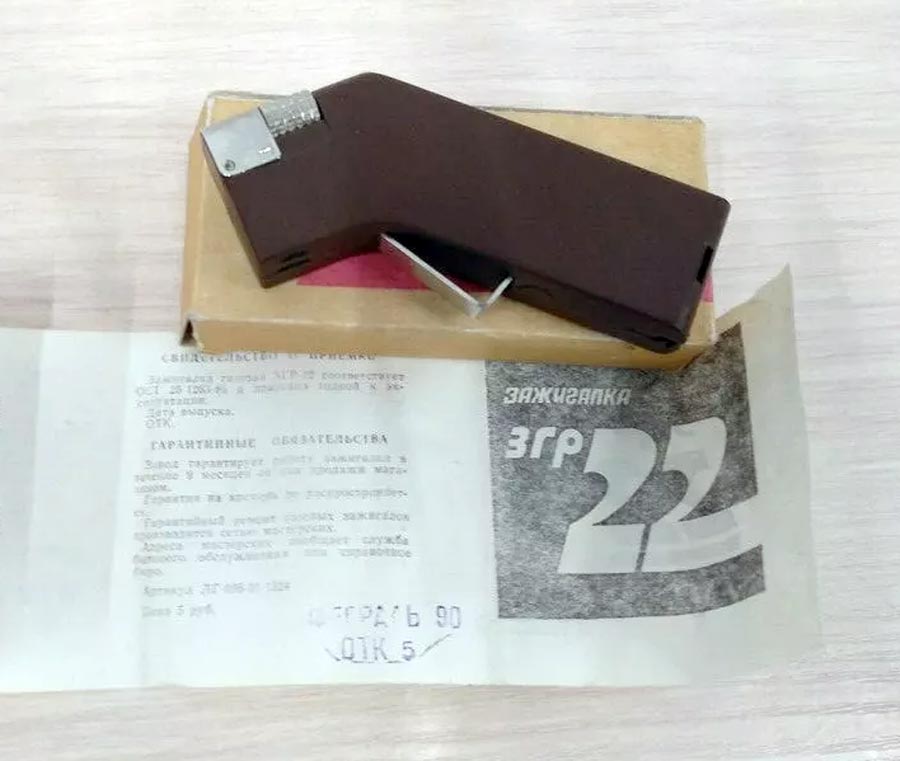 СВИДЕТЕЛЬСТВО О ПРИЕМКЕ
Зажигалка газовая ЗГР 22 соответствует
ОСТ и признана годной к эк-
сплуатации.
Дата выпуска.
ОТК.
ГАРАНТИЙНЫЕ ОБЯЗАТЕЛЬСТВА
Завод гарантирует работу зажигалки в
течение 9 месяцев со дня продажи мага-
зином.
Гарантия на не распространяет-
ся.
Гарантийный ремонт газовых зажигалок
производится сетью мастерских.
Адреса мастерских сообщает служба
бытового обслуживания или справочное
бюро.
Артикул
Цена 5 руб.
ФЕВРАЛЬ 90
ОТК 5
ЗАЖИГАЛКА
ЗГР 22